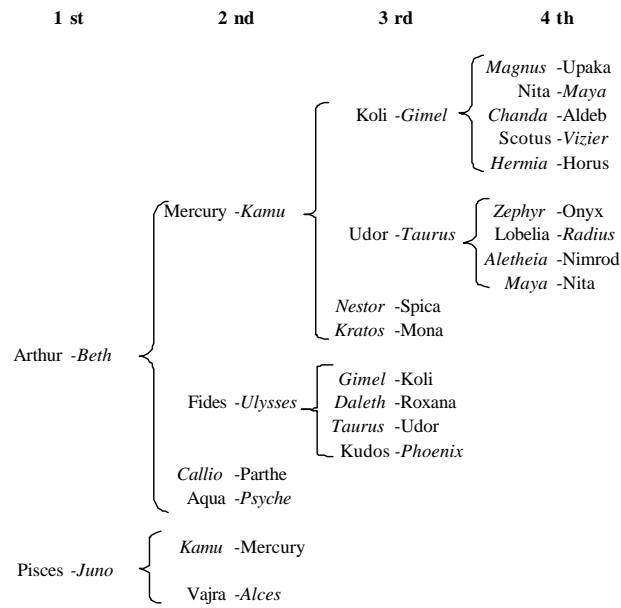 1 st 2 nd 3 rd 4 th
Magnus -Upaka
Nita -Maya
Koli -Gimel
Chanda -Aldeb
Scotus -Vizier
Hermia -Horus
Mercury -Kamu
Zephyr -Onyx
Udor -Taurus
Lobelia -Radius
Aletheia -Nimrod
Maya -Nita
Nestor -Spica
Kratos -Mona
Arthur -Beth
Gimel -Koli
Fides -Ulysses
Daleth -Roxana
Taurus -Udor
Kudos -Phoenix
Callio -Parthe
Aqua -Psyche
Kamu -Mercury
Pisces -Juno
Vajra -Alces